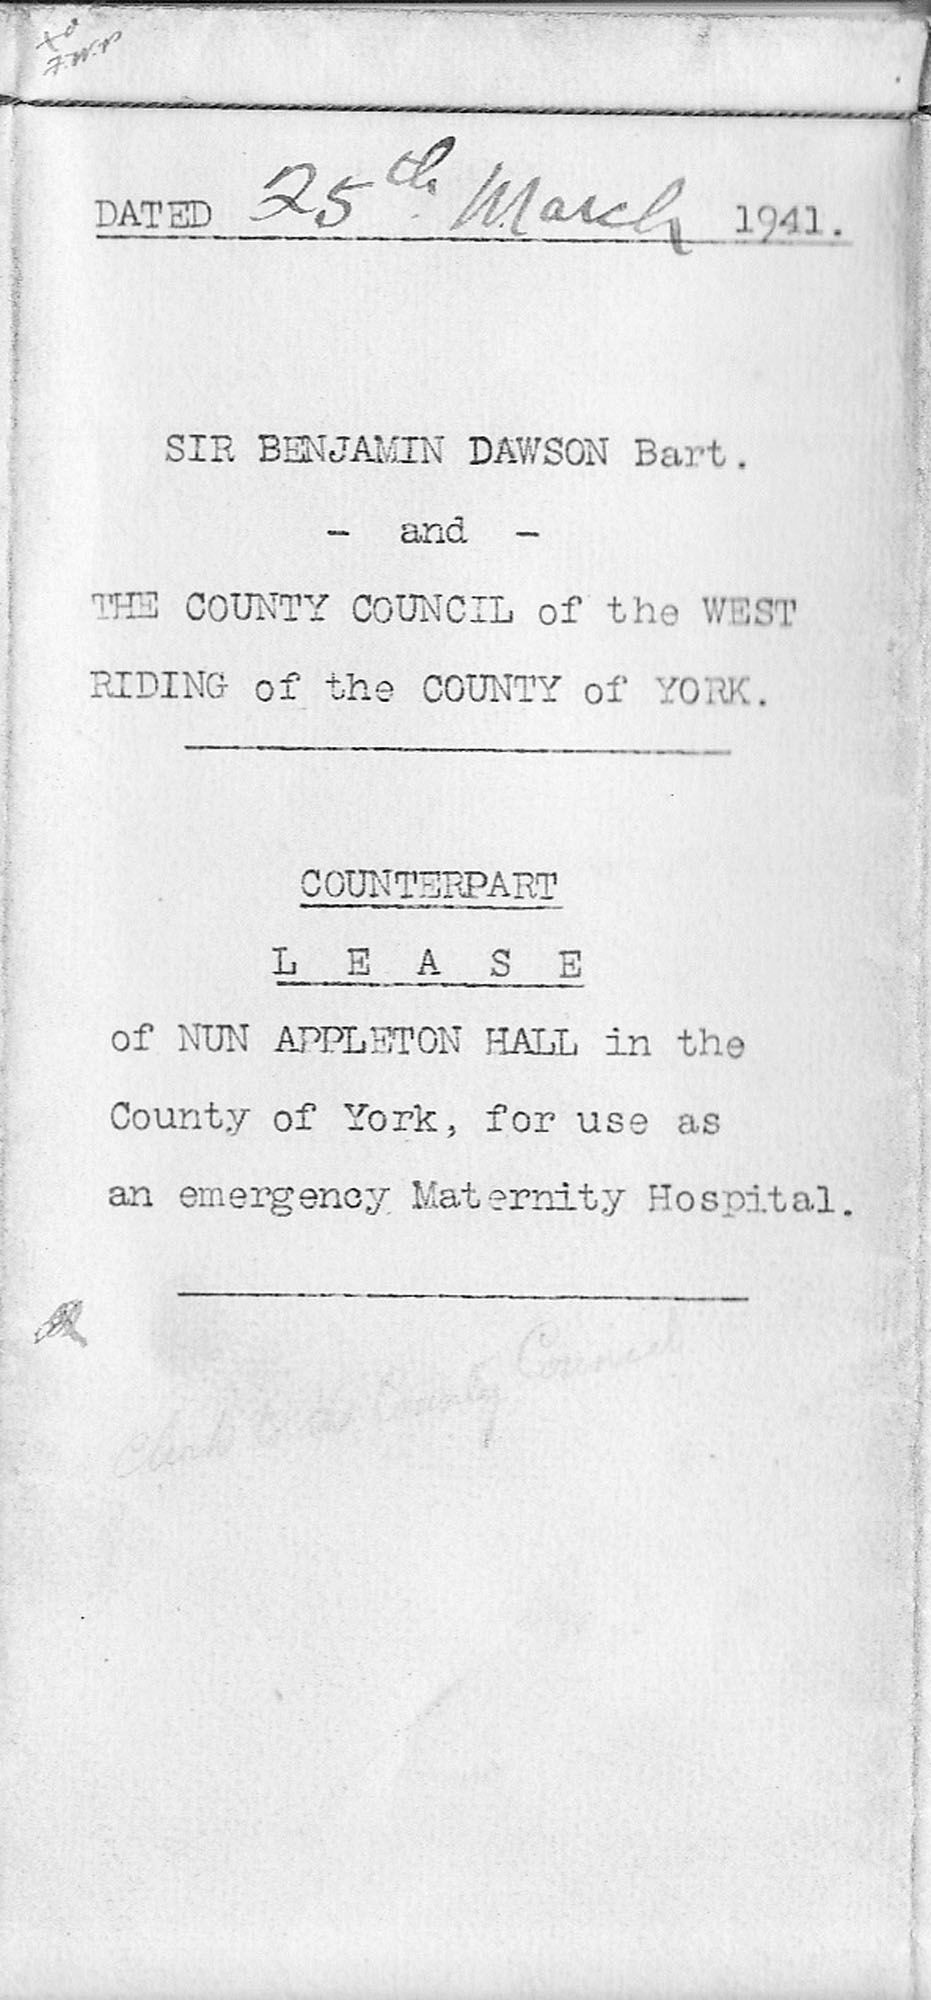 DATED 25th March 1941.
SIR BENJAMIN DAWSON Bart.
- and -
THE COUNTY COUNCIL of the WEST
RIDING of the COUNTY of YORK.
COUNTERPART
L E A S E
of NUN APPLETON HALL in the
County of York, for use as
an emergency Maternity Hospital.
County Council